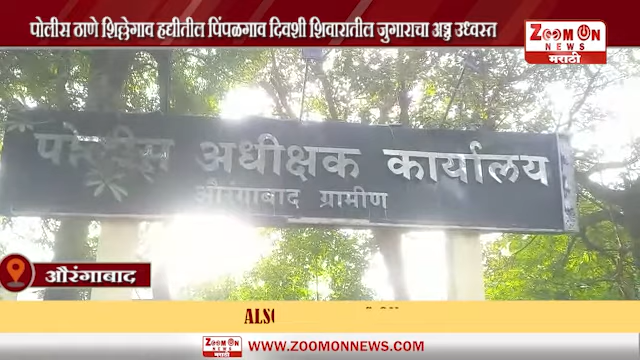 पोलीस ठाणे शिल्लेगाव हद्दीतील पिंपळगाव दिवशी शिवारातील जुगाराचा अड्डा उध्वस्त
ZOOM ON
NEWS
मराठी
पोलीस अधीक्षक कार्यालय
औरंगाबाद ग्रामीण
औरंगाबाद
ZOOM ON
NEWS
मराठी
WWW.ZOOMONNEWS.COM